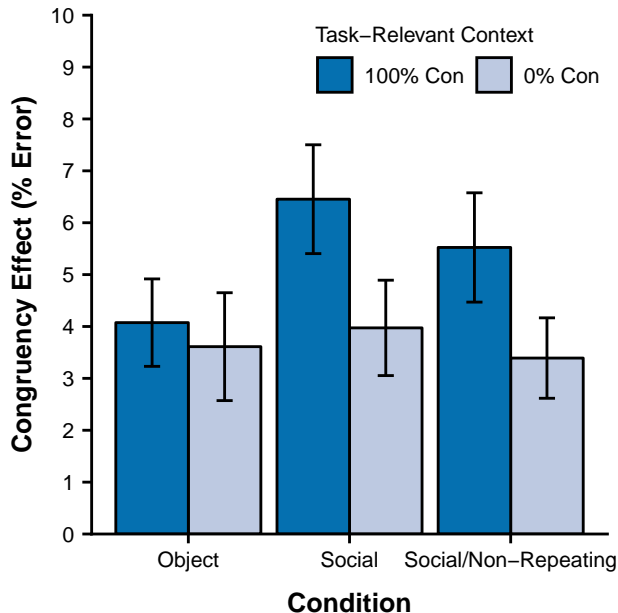 Task−Relevant Context
100% Con
0% Con
Congruency Effect (% Error)
10
9
8
7
6
5
4
3
2
1
0
Object
Social
Social/Non−Repeating
Condition